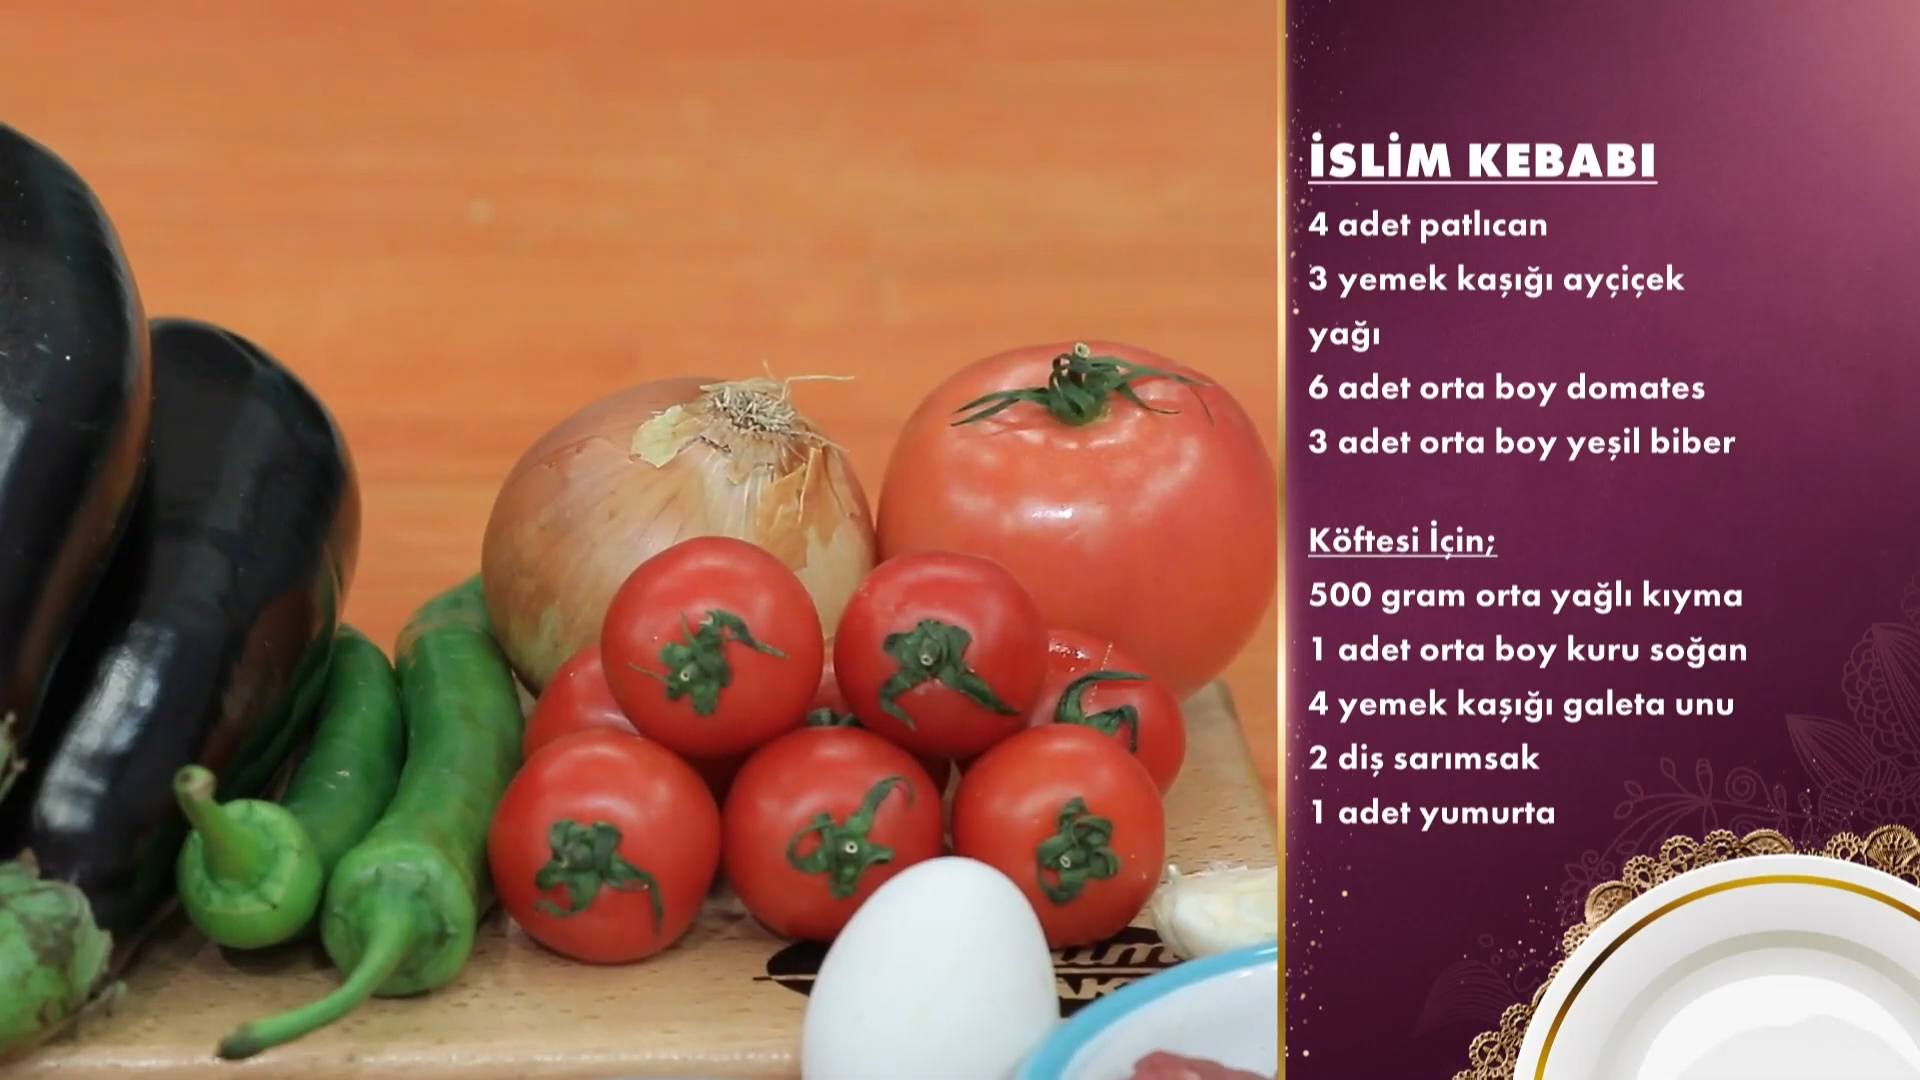 İSLİM KEBABI
4 adet patlıcan
3 yemek kaşığı ayçiçek
yağı
6 adet orta boy domates
3 adet orta boy yeşil biber
Köftesi İçin;
500 gram orta yağlı kıyma
1 adet orta boy kuru soğan
4 yemek kaşığı galeta unu
2 diş sarımsak
1 adet yumurta